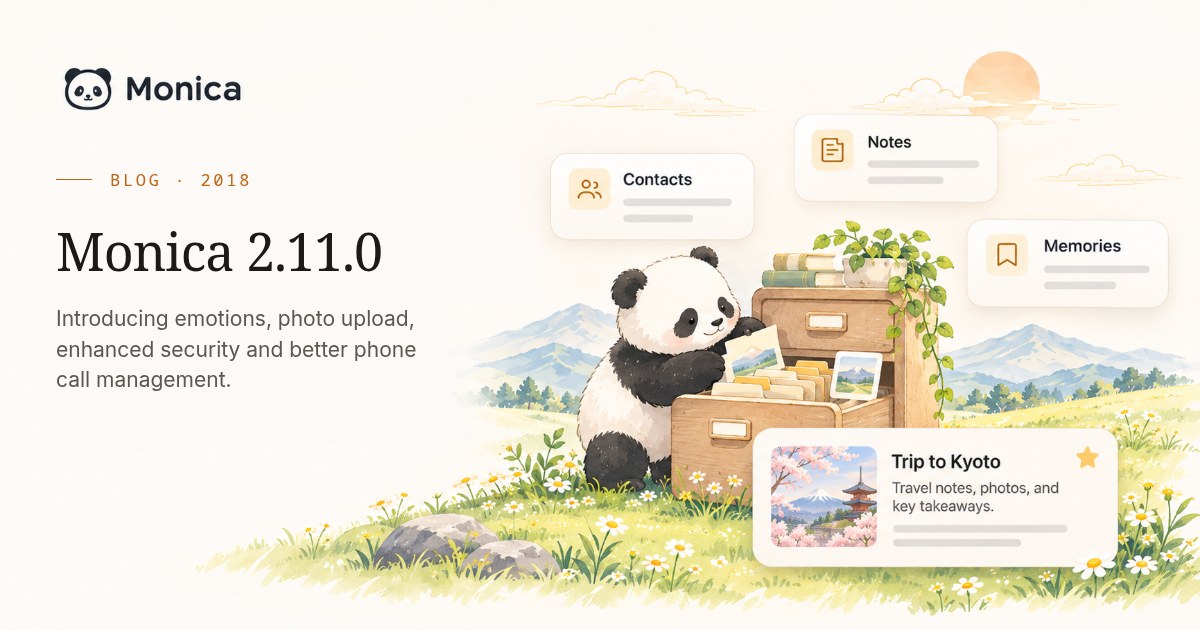 Monica
BLOG · 2018
Monica 2.11.0
Introducing emotions, photo upload,
enhanced security and better phone
call management.
Contacts
Notes
Memories
Trip to Kyoto
Travel notes, photos, and
key takeaways.